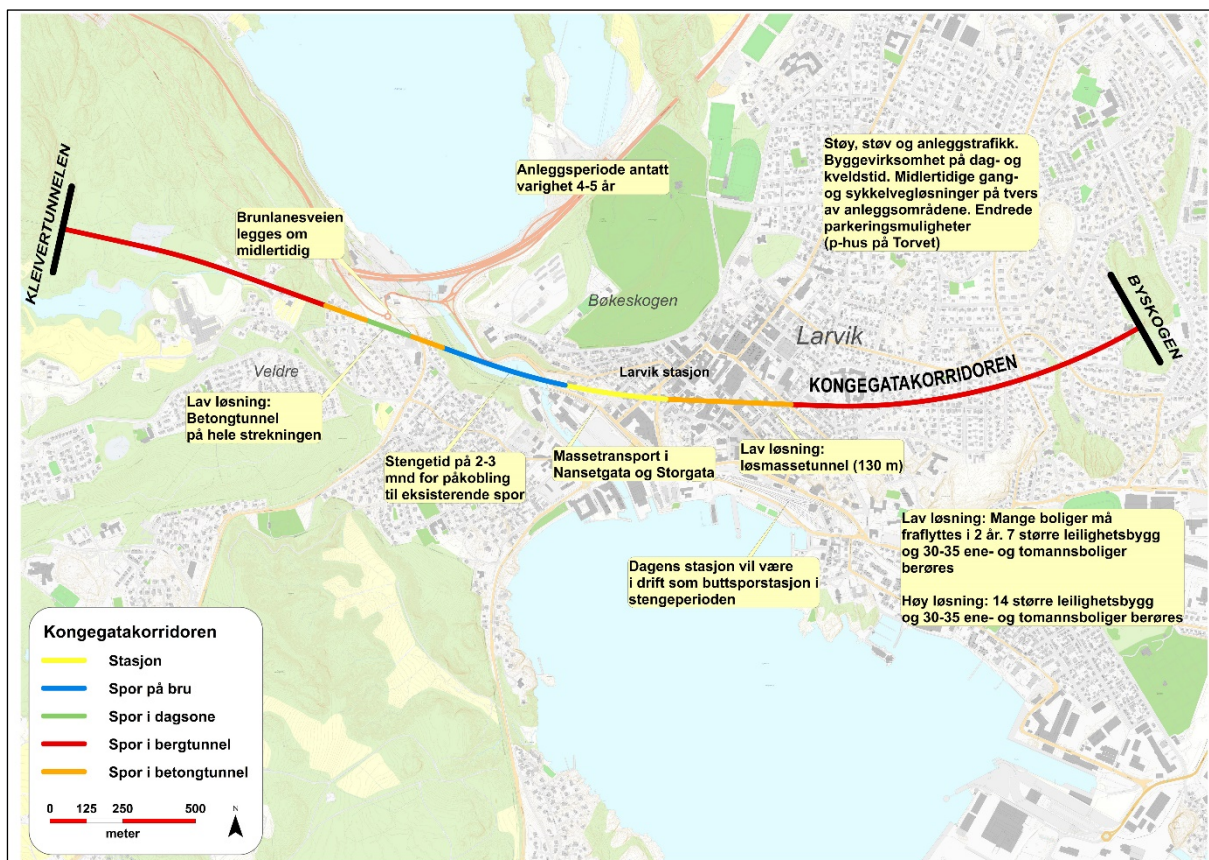 Støy, støv og anleggstrafikk.
Byggevirksomhet på dag- og
kveldstid. Midlertidige gang-
og sykkelvegløsninger på tvers
av anleggsområdene. Endrede
parkeringsmuligheter
(p-hus på Torvet)
Anleggsperiode antatt
varighet 4-5 år
Brunlanesveien
legges om
midlertidig
KLEIVERTUNNELEN
BYSKOGEN
Bøkeskogen
Larvik
Veldre
Larvik stasjon
KONGEGATAKORRIDOREN
Lav løsning:
Betongtunnel
på hele strekningen
Stengetid på 2-3
mnd for påkobling
til eksisterende spor
Massetransport i
Nansetgata og Storgata
Lav løsning:
løsmassetunnel (130 m)
Lav løsning: Mange boliger må
fraflyttes i 2 år. 7 større leilighetsbygg
og 30-35 ene- og tomannsboliger
berøres
Høy løsning: 14 større leilighetsbygg
og 30-35 ene- og tomannsboliger berøres
Dagens stasjon vil være
i drift som buttsporstasjon i
stengeperioden
Kongegatakorridoren
Stasjon
Spor på bru
Spor i dagsone
Spor i bergtunnel
Spor i betongtunnel
0 125 250 500
meter
N